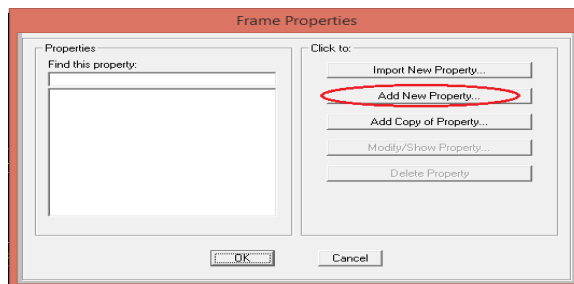 Frame Properties
Properties
Find this property:
Click to:
Import New Property...
Add New Property...
Add Copy of Property...
Modify/Show Property...
Delete Property
OK
Cancel